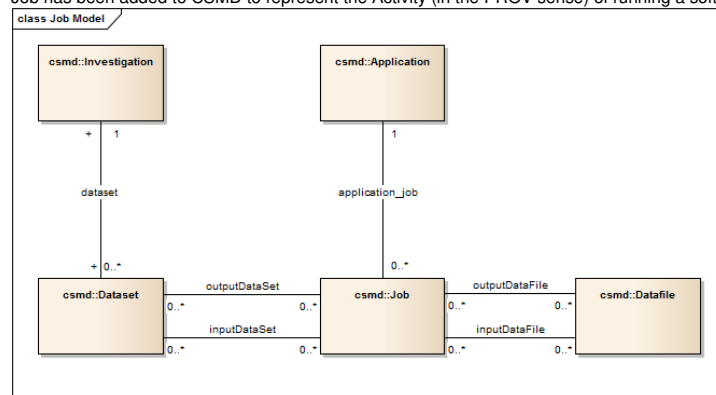 Job has been added to CSMD to represent the Activity (in the PROV sense) of running a
class Job Model
csmd::Investigation
csmd::Application
+ 1
1
dataset
application_job
+ 0..*
0..*
csmd::Dataset
outputDataSet
csmd::Job
outputDataFile
csmd::Datafile
0..* 0..*
0..* 0..*
inputDataSet
inputDataFile
0..* 0..*
0..* 0..*